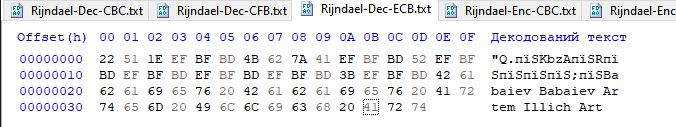 Rijndael-Dec-CBC.txt Rijndael-Dec-CFB.txt Rijndael-Dec-ECB.txt Rijndael-Enc-CBC.txt Rijndael-Enc
Offset(h) 00 01 02 03 04 05 06 07 08 09 0A 0B 0C 0D 0E 0F Декодований текст
00000000 22 51 1E EF BF BD 4B 62 7A 41 EF BF BD 52 EF BF "Q.пїЅKbzAпїЅRпї
00000010 BD EF BF BD EF BF BD EF BF BD 3B EF BF BD 42 61 ЅпїЅпїЅпїЅ;пїЅBa
00000020 62 61 69 65 76 20 42 61 62 61 69 65 76 20 41 72 baiev Babaiev Ar
00000030 74 65 6D 20 49 6C 6C 69 63 68 20 41 72 74 tem Illich Art